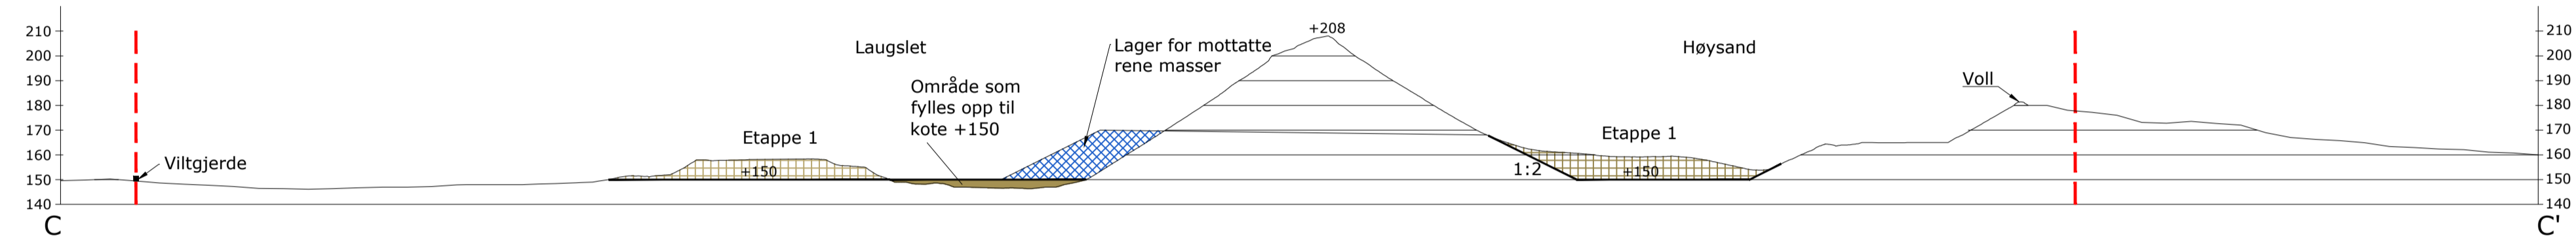 +208
Laugslet
Høysand
Lager for mottatte
rene masser
Område som
fylles opp til
kote +150
Voll
Etappe 1
Etappe 1
Viltgjerde
+150
1:2
+150
210
200
190
180
170
160
150
140
210
200
190
180
170
160
150
140
C
C'